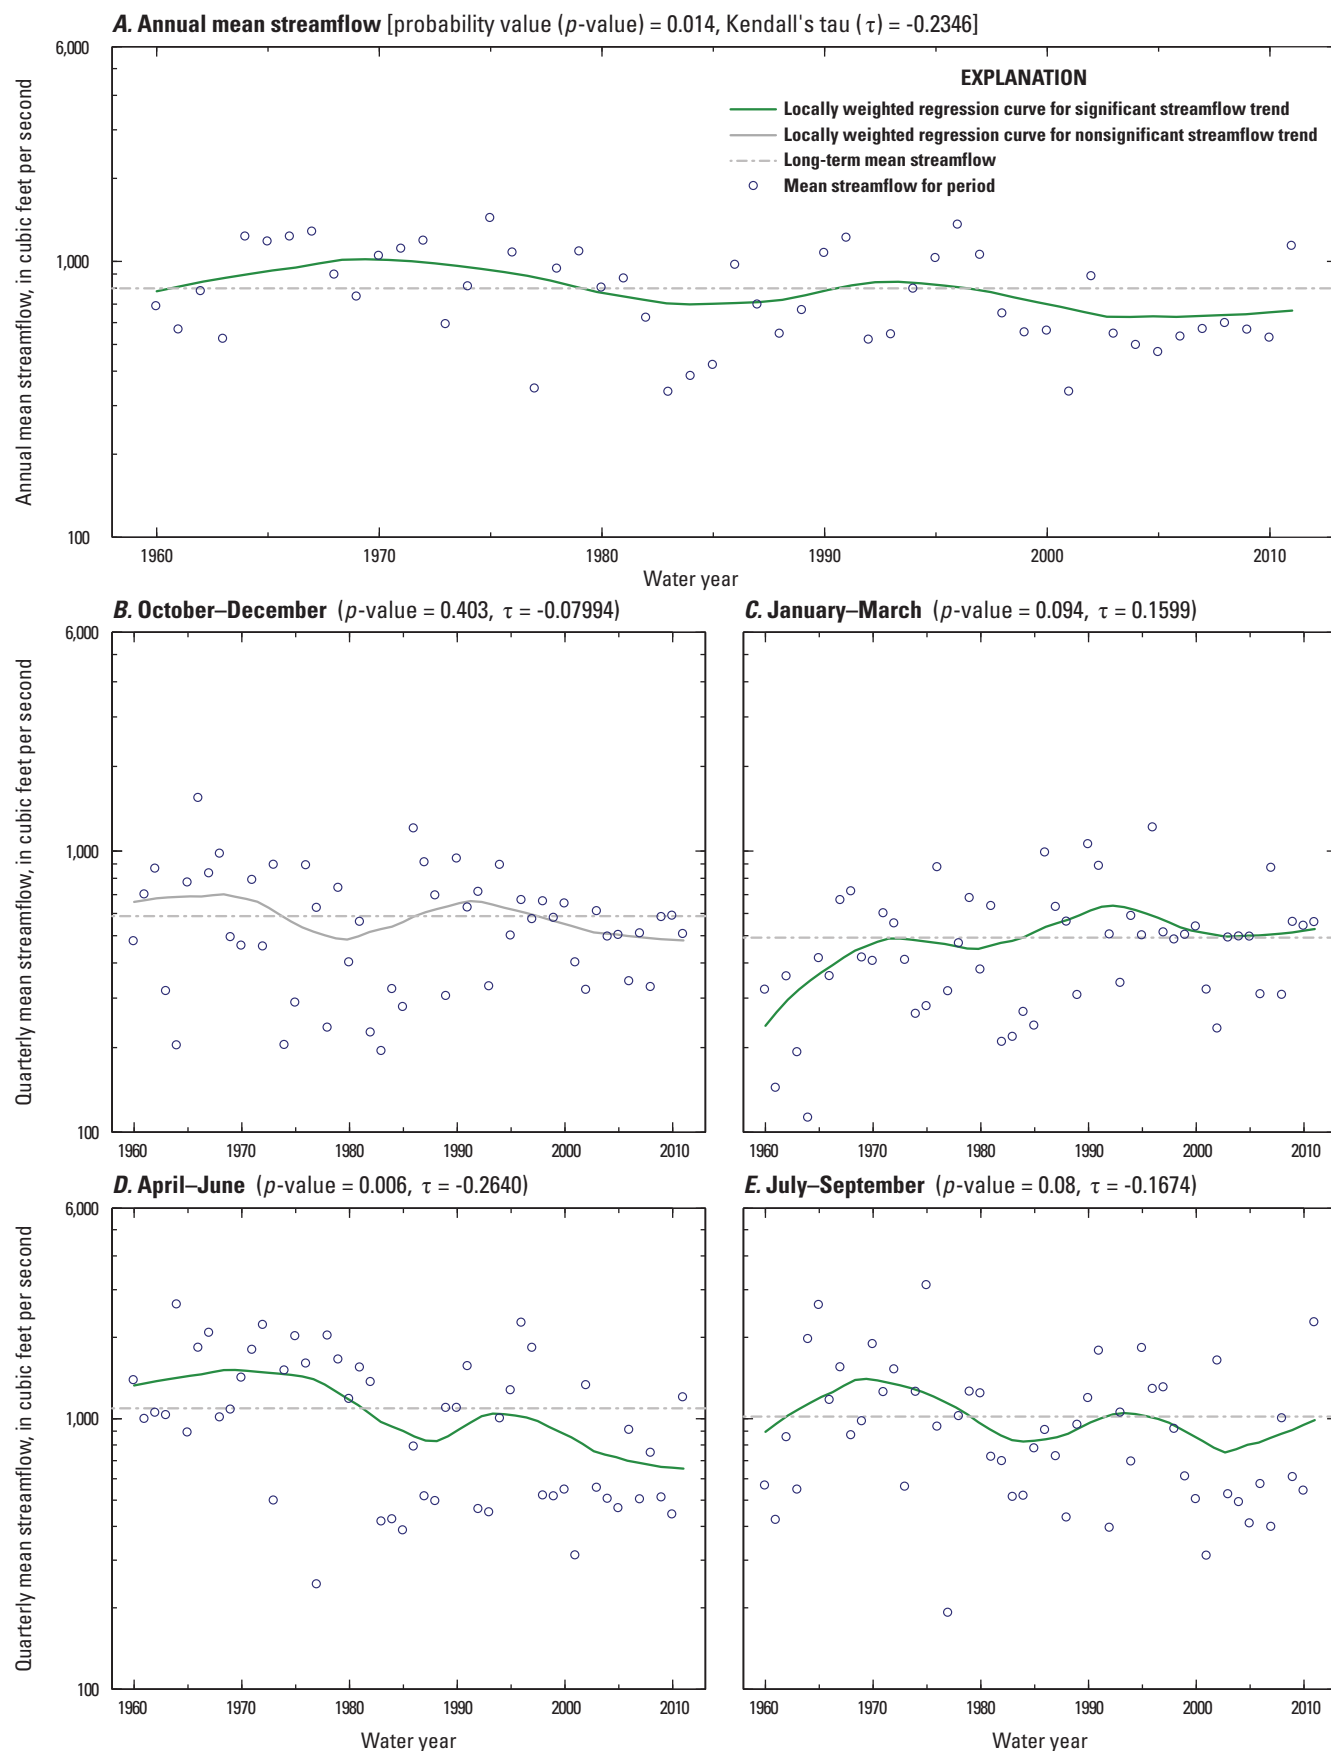 A. Annual mean streamflow [probability value (p-value) = 0.014, Kendall's tau (τ) = -0.2346]
6,000
1,000
100
Annual mean streamflow, in cubic feet per second
EXPLANATION
Locally weighted regression curve for significant streamflow trend
Locally weighted regression curve for nonsignificant streamflow trend
Long-term mean streamflow
Mean streamflow for period
1960 1970 1980 1990 2000 2010
Water year
B. October–December (p-value = 0.403, τ = -0.07994)
6,000
1,000
100
Quarterly mean streamflow, in cubic feet per second
1960 1970 1980 1990 2000 2010
C. January–March (p-value = 0.094, τ = 0.1599)
1960 1970 1980 1990 2000 2010
D. April–June (p-value = 0.006, τ = -0.2640)
6,000
1,000
100
Quarterly mean streamflow, in cubic feet per second
1960 1970 1980 1990 2000 2010
Water year
E. July–September (p-value = 0.08, τ = -0.1674)
1960 1970 1980 1990 2000 2010
Water year